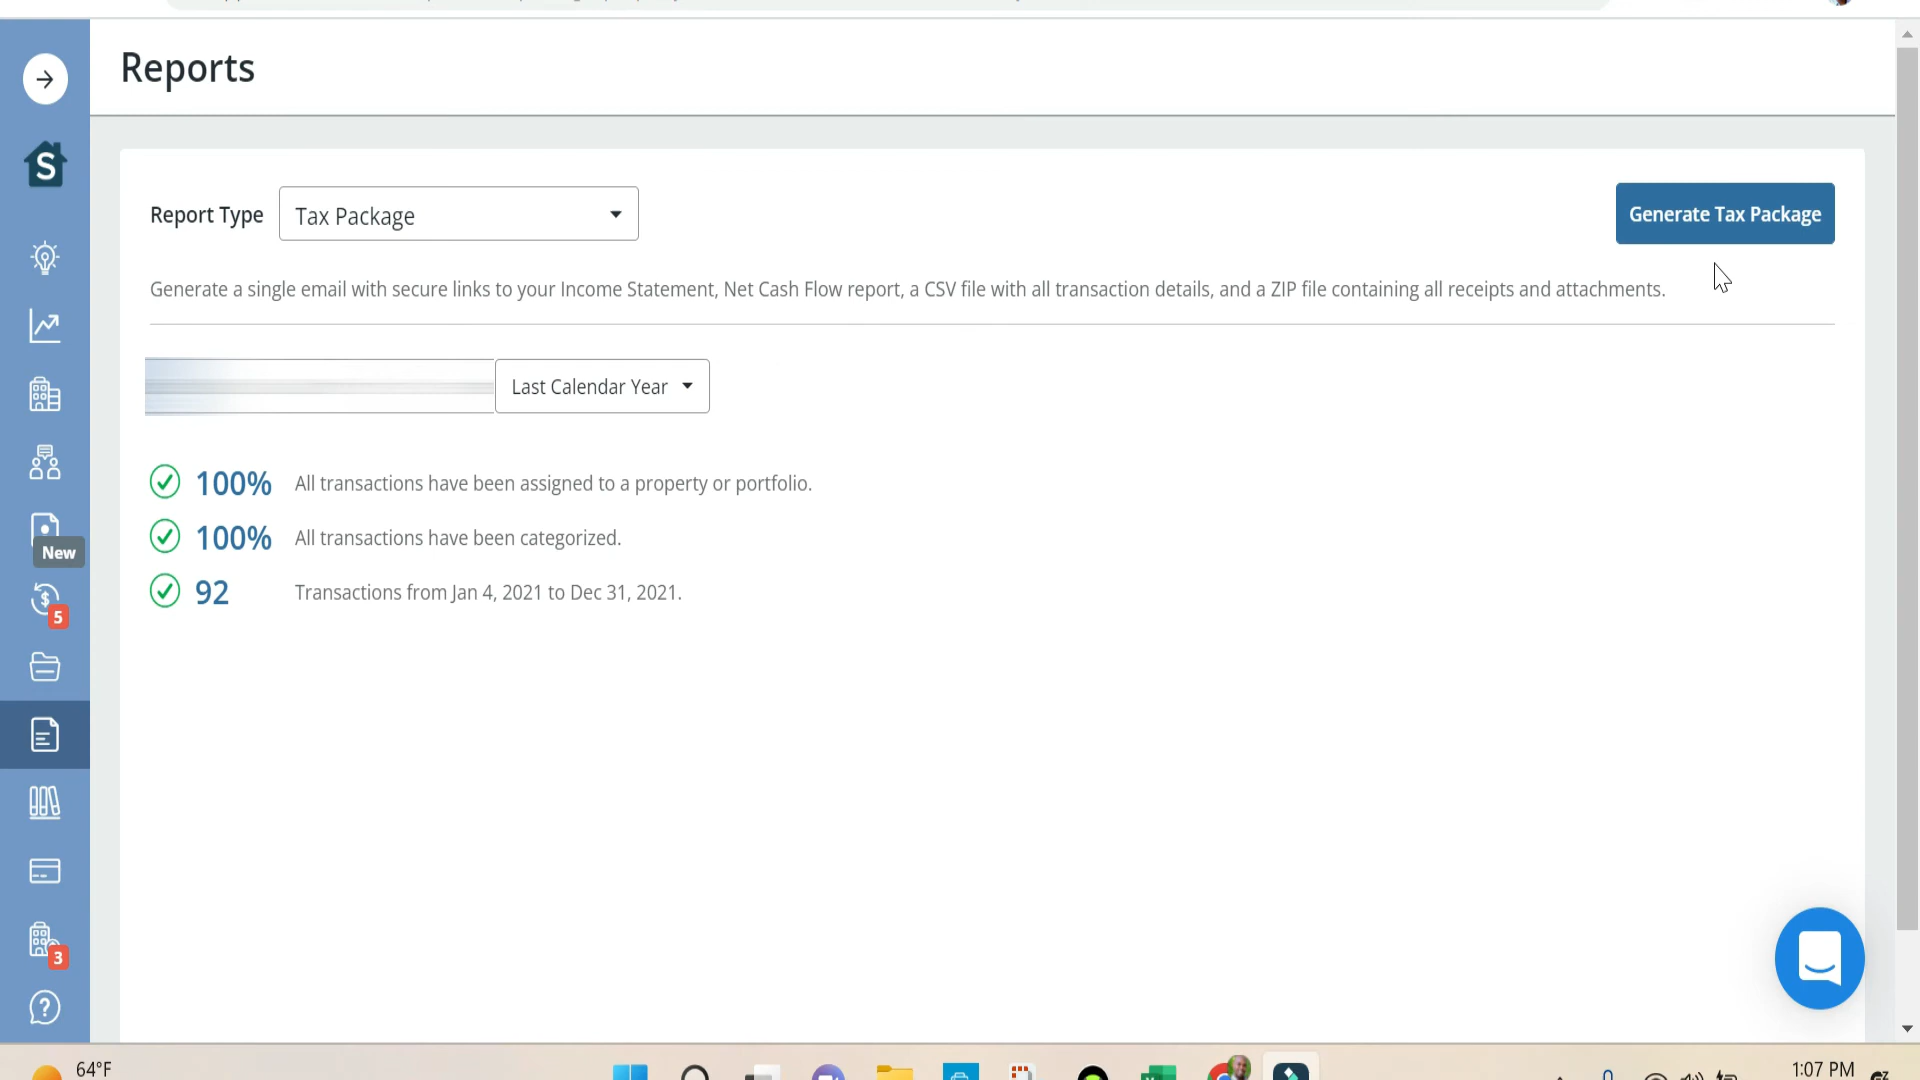 Reports
S
Report Type
Tax Package
Generate Tax Package
Generate a single email with secure links to your Income Statement, Net Cash Flow report, a CSV file with all transaction details, and a ZIP file containing all receipts and attachments.
Last Calendar Year
100% All transactions have been assigned to a property or portfolio.
100% All transactions have been categorized.
92 Transactions from Jan 4, 2021 to Dec 31, 2021.
New
5
3
64°F
1:07 PM